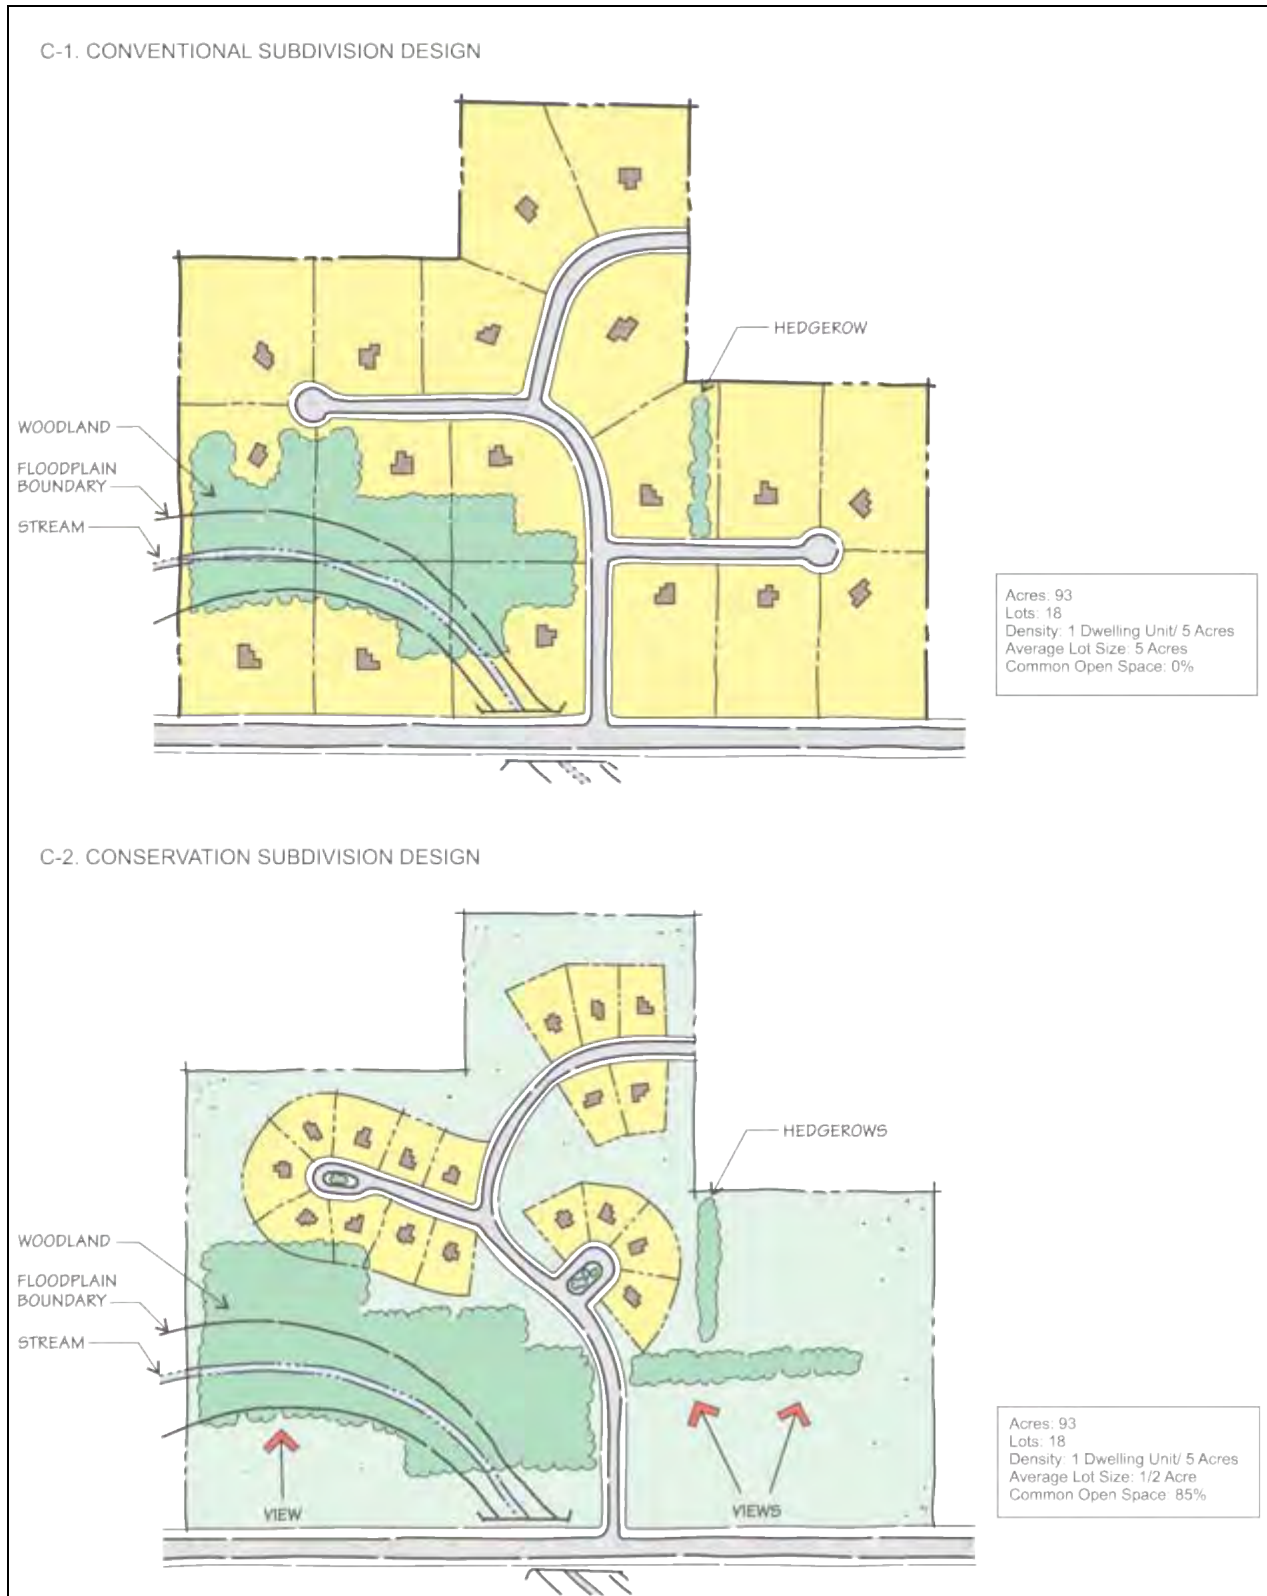 C-1. CONVENTIONAL SUBDIVISION DESIGN
HEDGEROW
WOODLAND
FLOODPLAIN
BOUNDARY
STREAM
Acres: 93
Lots: 18
Density: 1 Dwelling Unit/ 5 Acres
Average Lot Size: 5 Acres
Common Open Space: 0%
C-2. CONSERVATION SUBDIVISION DESIGN
HEDGEROWS
WOODLAND
FLOODPLAIN
BOUNDARY
STREAM
VIEW
VIEWS
Acres: 93
Lots: 18
Density: 1 Dwelling Unit/ 5 Acres
Average Lot Size: 1/2 Acre
Common Open Space: 85%